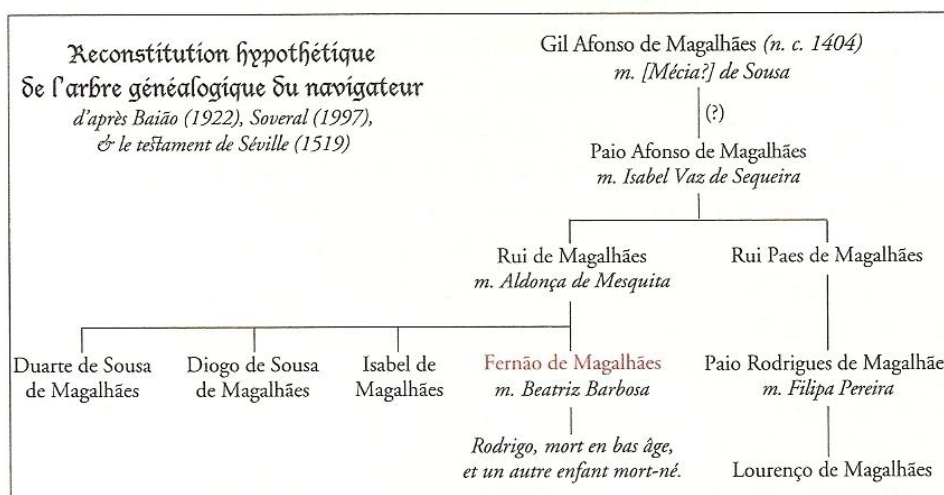 Reconstitution hypothétique
de l'arbre généalogique du navigateur
d'après Baião (1922), Soveral (1997),
& le testament de Séville (1519)
Gil Afonso de Magalhães (n. c. 1404)
m. [Mécia?] de Sousa
(?)
Paio Afonso de Magalhães
m. Isabel Vaz de Sequeira
Rui de Magalhães
m. Aldonça de Mesquita
Rui Paes de Magalhães
Duarte de Sousa
de Magalhães
Diogo de Sousa
de Magalhães
Isabel de
Magalhães
Fernão de Magalhães
m. Beatriz Barbosa
Paio Rodrigues de Magalhãe
m. Filipa Pereira
Rodrigo, mort en bas âge,
et un autre enfant mort-né.
Lourenço de Magalhães